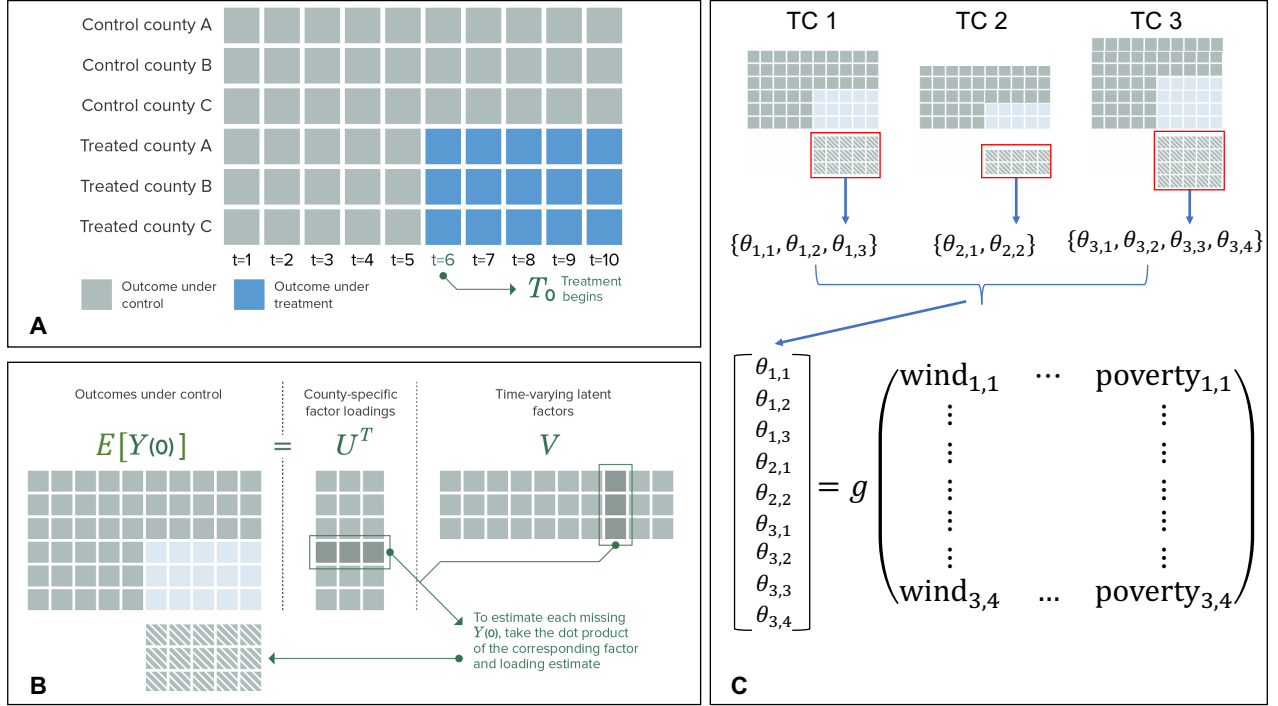 Control county A
Control county B
Control county C
Treated county A
Treated county B
Treated county C
t=1 t=2 t=3 t=4 t=5 t=6 t=7 t=8 t=9 t=10
Outcome under
control
Outcome under
treatment
T₀ Treatment
begins
A
Outcomes under control
County-specific
factor loadings
Time-varying latent
factors
E[Y(0)] = Uᵀ V
To estimate each missing
Y(0), take the dot product
of the corresponding factor
and loading estimate
B
TC 1 TC 2 TC 3
{θ₁,₁, θ₁,₂, θ₁,₃} {θ₂,₁, θ₂,₂} {θ₃,₁, θ₃,₂, θ₃,₃, θ₃,₄}
θ₁,₁
θ₁,₂
θ₁,₃
θ₂,₁
θ₂,₂
θ₃,₁
θ₃,₂
θ₃,₃
θ₃,₄
= g
wind₁,₁ ⋯ poverty₁,₁
⋮ ⋮
⋮ ⋮
⋮ ⋮
⋮ ⋮
⋮ ⋮
wind₃,₄ … poverty₃,₄
C